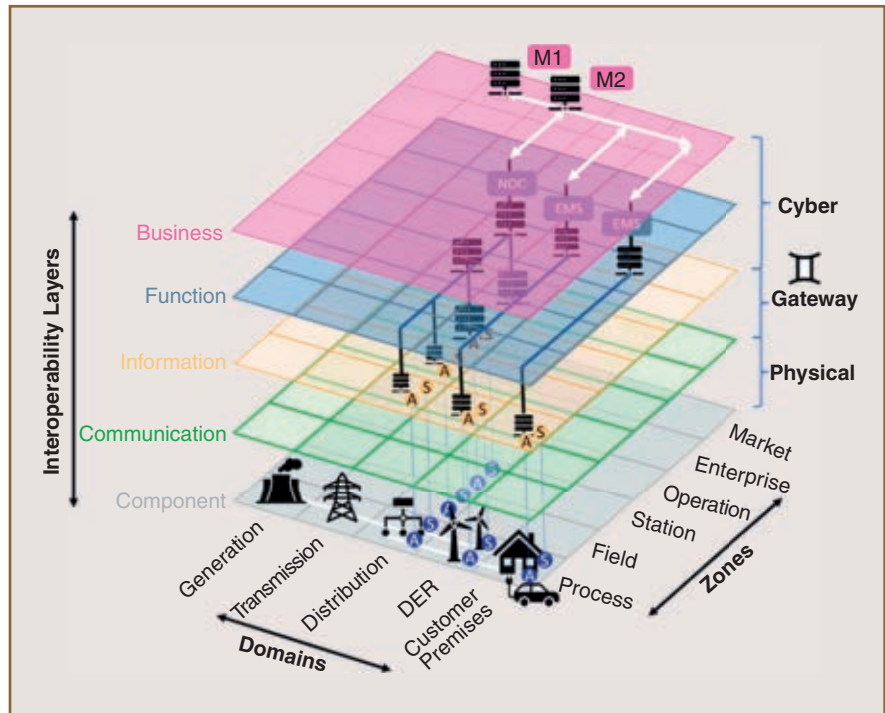 M1
M2
NOC
EMS
EMS
Cyber
Gateway
Physical
Interoperability Layers
Business
Function
Information
Communication
Component
A S
A S
A S
A S
A S
A S
A S
A S
A S
Generation
Transmission
Distribution
DER
Customer
Premises
Domains
Market
Enterprise
Operation
Station
Field
Process
Zones